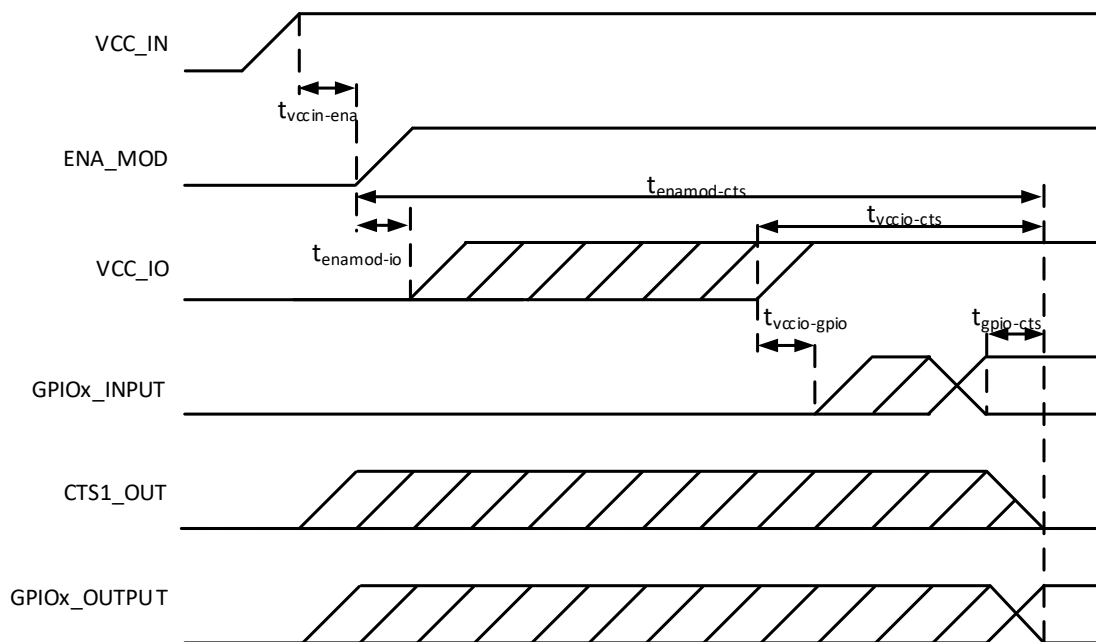 VCC_IN
tvccin-ena
ENA_MOD
tenamod-cts
tvccio-cts
tenamod-io
VCC_IO
tvccio-gpio
tgpio-cts
GPIOx_INPUT
CTS1_OUT
GPIOx_OUTPUT